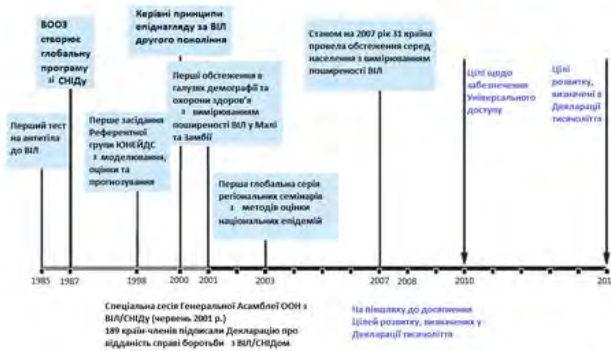 ВООЗ
створює
глобальну
програму
зі СНІДу
Керівні принципи
епіднагляду за ВІЛ
другого покоління
Станом на 2007 рік 31 країна
провела обстеження серед
населення з вимірюванням
поширеності ВІЛ
Перший тест
на антитіла
до ВІЛ
Перше засідання
Референтної
групи ЮНЕЙДС
з моделювання,
оцінки та
прогнозування
Перші обстеження в
галузях демографії та
охорони здоров'я
з вимірюванням
поширеності ВІЛ у Малі
та Замбії
Перша глобальна серія
регіональних семінарів
з методів оцінки
національних епідемій
Цілі щодо
забезпечення
Універсального
доступу
Цілі
розвитку,
визначені в
Декларації
тисячоліття
1985 1987 1998 2000 2001 2003 2007 2008 2010 201
Спеціальна сесія Генеральної Асамблеї ООН з
ВІЛ/СНІДу (червень 2001 р.)
189 країн-членів підписали Декларацію про
відданість справі боротьби з ВІЛ/СНІДом
На півшляху до досягнення
Цілей розвитку, визначених у
Декларації тисячоліття